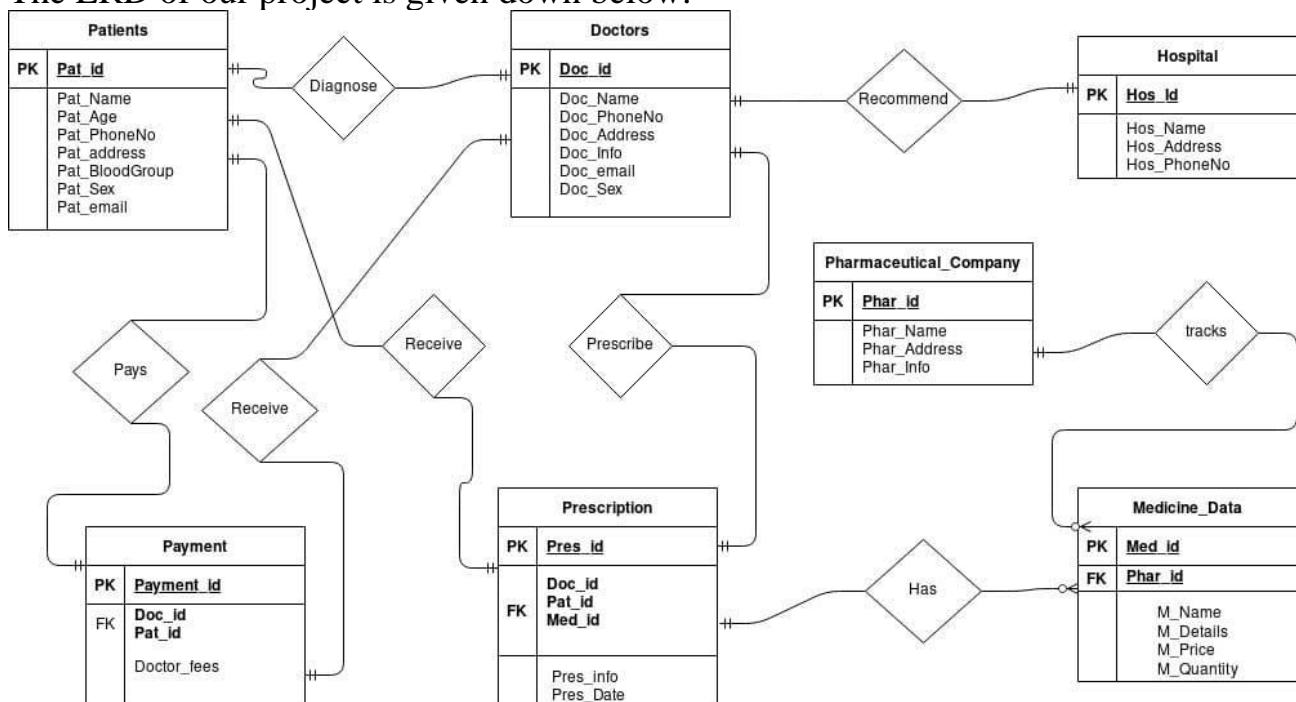 The ERD of our project is given down below:
Patients
PK Pat_id
Pat_Name
Pat_Age
Pat_PhoneNo
Pat_address
Pat_BloodGroup
Pat_Sex
Pat_email
Diagnose
Doctors
PK Doc_id
Doc_Name
Doc_PhoneNo
Doc_Address
Doc_Info
Doc_email
Doc_Sex
Recommend
Hospital
PK Hos_Id
Hos_Name
Hos_Address
Hos_PhoneNo
Pharmaceutical_Company
PK Phar_id
Phar_Name
Phar_Address
Phar_Info
tracks
Pays
Receive
Receive
Prescribe
Payment
PK Payment_id
FK Doc_id
Pat_id
Doctor_fees
Prescription
PK Pres_id
Doc_id
FK Pat_id
Med_id
Pres_info
Pres_Date
Has
Medicine_Data
PK Med_id
FK Phar_id
M_Name
M_Details
M_Price
M_Quantity